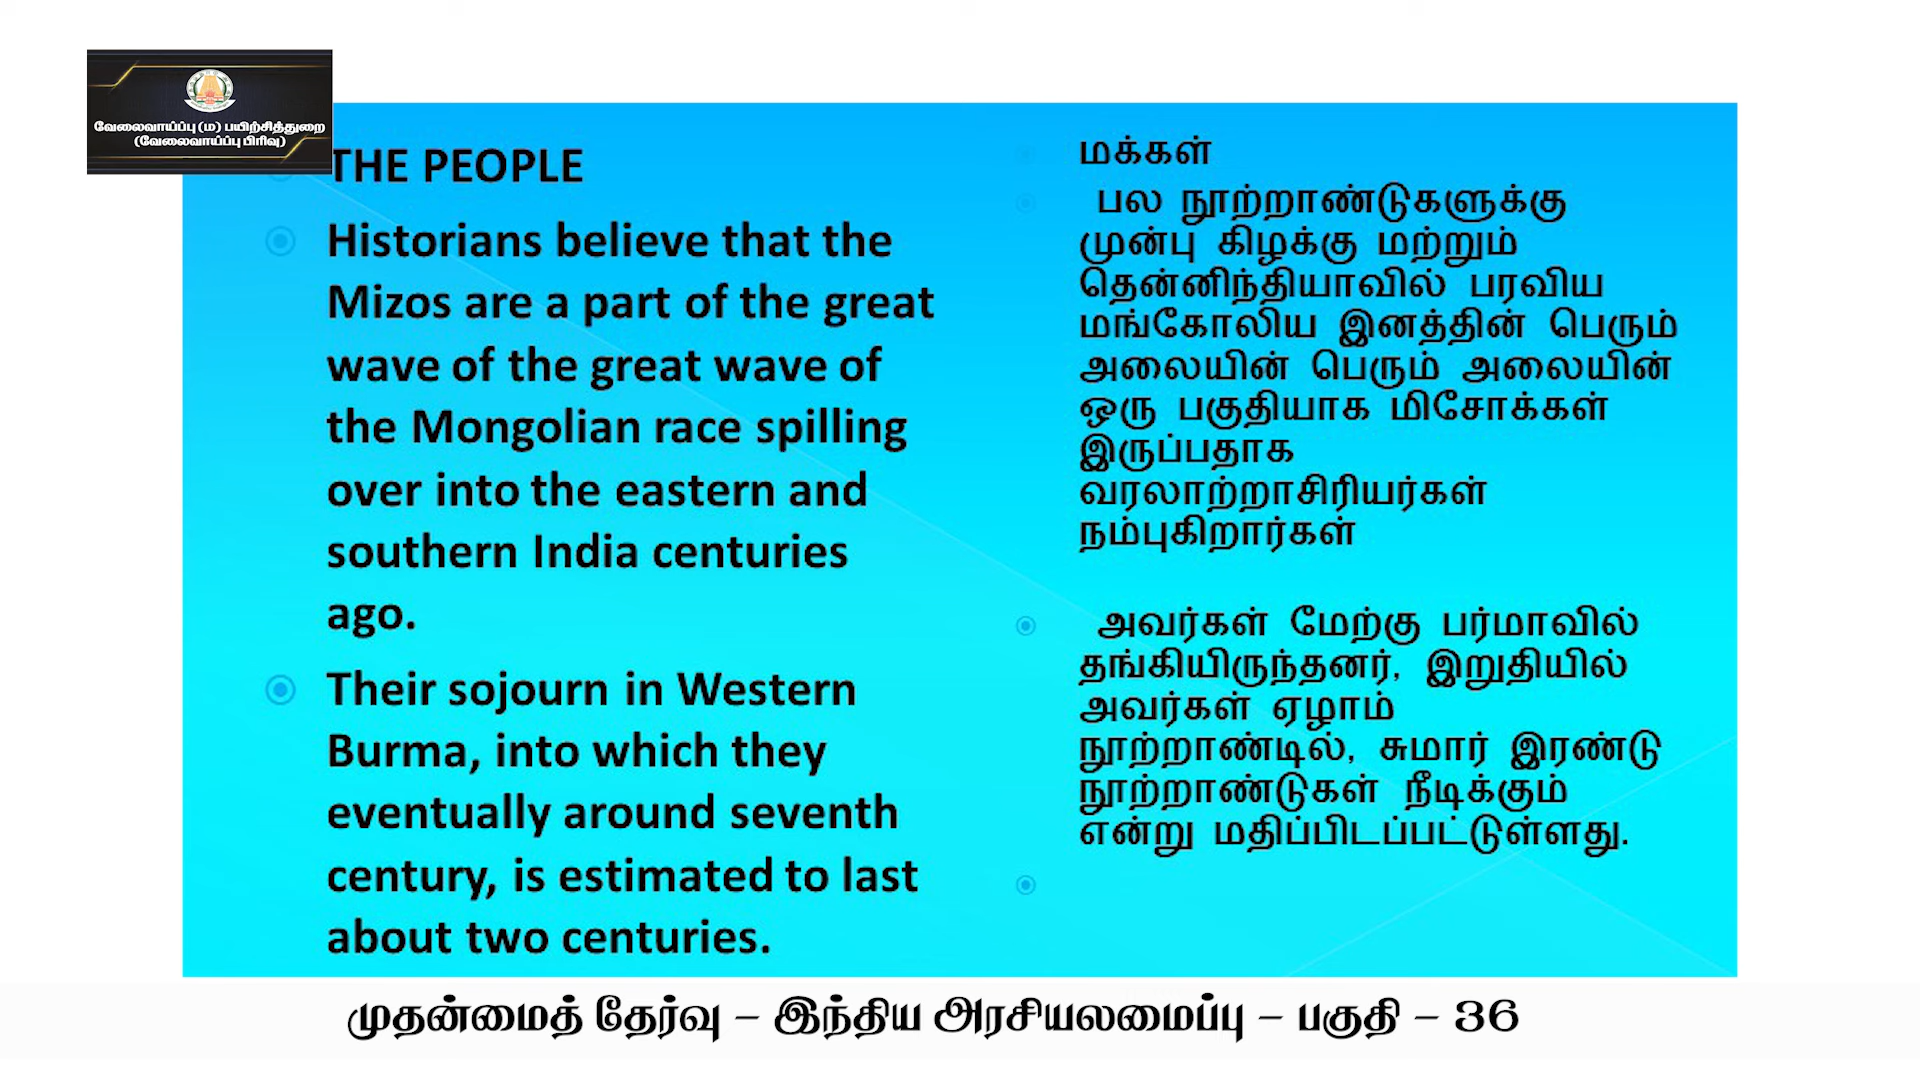 வேலைவாய்ப்பு (ம) பயிற்சித்துறை
(வேலைவாய்ப்பு பிரிவு)
THE PEOPLE
Historians believe that the
Mizos are a part of the great
wave of the great wave of
the Mongolian race spilling
over into the eastern and
southern India centuries
ago.
Their sojourn in Western
Burma, into which they
eventually around seventh
century, is estimated to last
about two centuries.
மக்கள்
பல நூற்றாண்டுகளுக்கு
முன்பு கிழக்கு மற்றும்
தென்னிந்தியாவில் பரவிய
மங்கோலிய இனத்தின் பெரும்
அலையின் பெரும் அலையின்
ஒரு பகுதியாக மிசோக்கள்
இருப்பதாக
வரலாற்றாசிரியர்கள்
நம்புகிறார்கள்
அவர்கள் மேற்கு பர்மாவில்
தங்கியிருந்தனர், இறுதியில்
அவர்கள் ஏழாம்
நூற்றாண்டில், சுமார் இரண்டு
நூற்றாண்டுகள் நீடிக்கும்
என்று மதிப்பிடப்பட்டுள்ளது.
முதன்மைத் தேர்வு – இந்திய அரசியலமைப்பு – பகுதி – 36